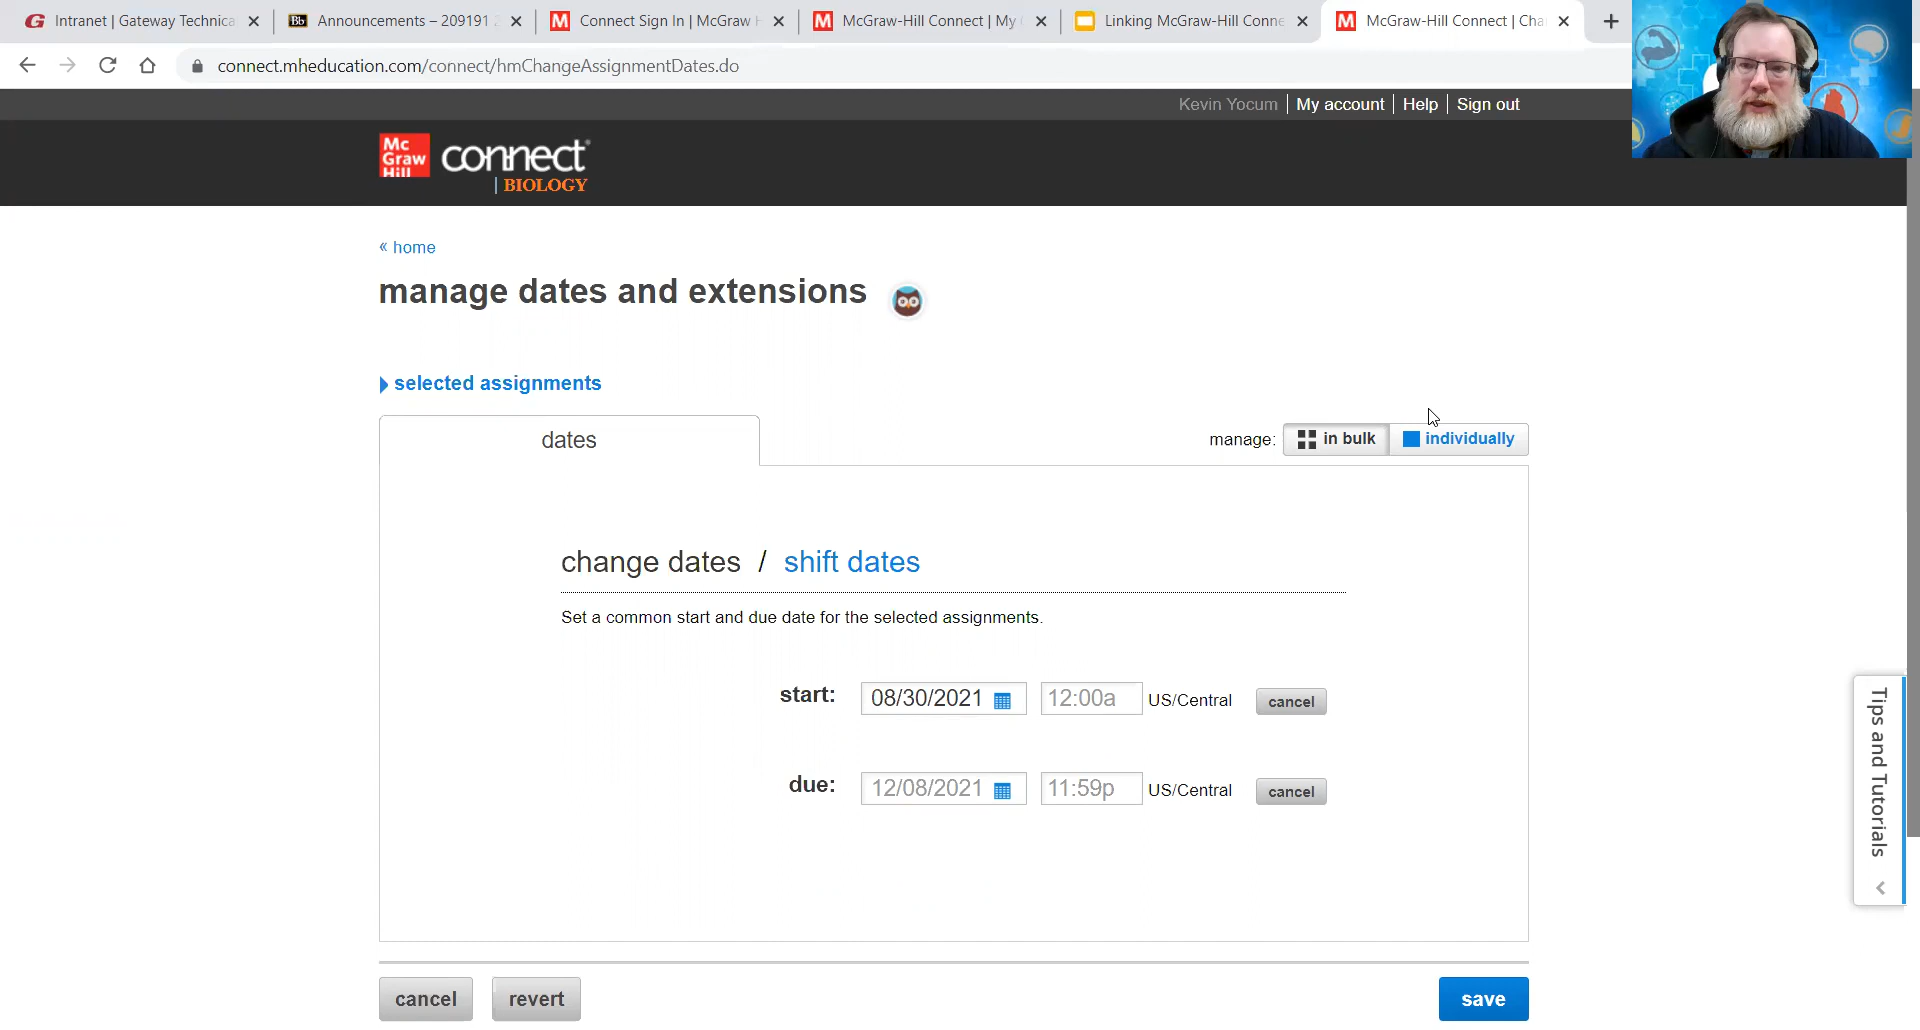 Intranet | Gateway Technica
Announcements – 209191 2
Connect Sign In | McGraw H
McGraw-Hill Connect | My C
Linking McGraw-Hill Conne
McGraw-Hill Connect | Cha
connect.mheducation.com/connect/hmChangeAssignmentDates.do
Kevin Yocum | My account | Help | Sign out
Mc
Graw
Hill
connect
| BIOLOGY
« home
manage dates and extensions
selected assignments
dates
manage: in bulk individually
change dates / shift dates
Set a common start and due date for the selected assignments.
start: 08/30/2021 12:00a US/Central cancel
due: 12/08/2021 11:59p US/Central cancel
Tips and Tutorials
cancel revert save